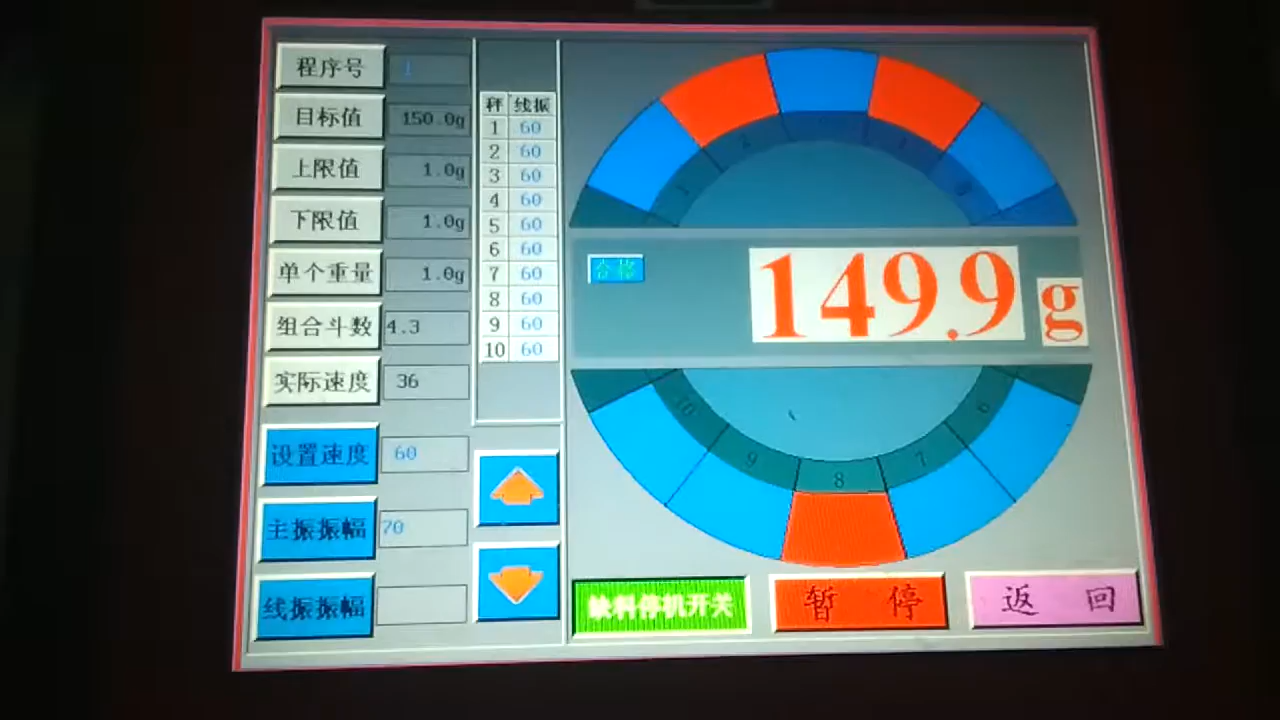 程序号 1
目标值 150.0g
上限值 1.0g
下限值 1.0g
单个重量 1.0g
组合斗数 4.3
实际速度 36
设置速度 60
主振振幅 70
线振振幅
秤 线振
1 60
2 60
3 60
4 60
5 60
6 60
7 60
8 60
9 60
10 60
合格
149.9 g
10
9
8
7
6
缺料停机开关
暂 停
返 回